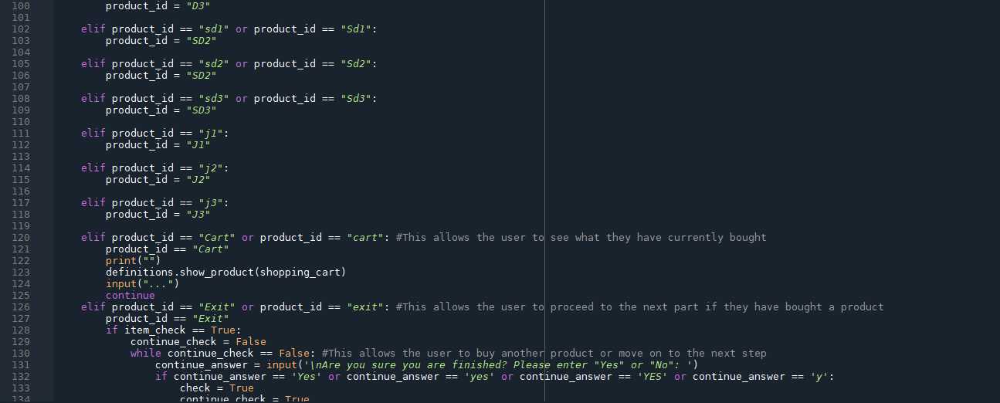 100 product_id = "D3"
101
102 elif product_id == "sd1" or product_id == "Sd1":
103 product_id = "SD2"
104
105 elif product_id == "sd2" or product_id == "Sd2":
106 product_id = "SD2"
107
108 elif product_id == "sd3" or product_id == "Sd3":
109 product_id = "SD3"
110
111 elif product_id == "j1":
112 product_id = "J1"
113
114 elif product_id == "j2":
115 product_id = "J2"
116
117 elif product_id == "j3":
118 product_id = "J3"
119
120 elif product_id == "Cart" or product_id == "cart": #This allows the user to see what they have currently bought
121 product_id == "Cart"
122 print("")
123 definitions.show_product(shopping_cart)
124 input("...")
125 continue
126 elif product_id == "Exit" or product_id == "exit": #This allows the user to proceed to the next part if they have bought a product
127 product_id == "Exit"
128 if item_check == True:
129 continue_check = False
130 while continue_check == False: #This allows the user to buy another product or move on to the next step
131 continue_answer = input('\nAre you sure you are finished? Please enter "Yes" or "No": ')
132 if continue_answer == 'Yes' or continue_answer == 'yes' or continue_answer == 'YES' or continue_answer == 'y':
133 check = True
134 continue_check = True